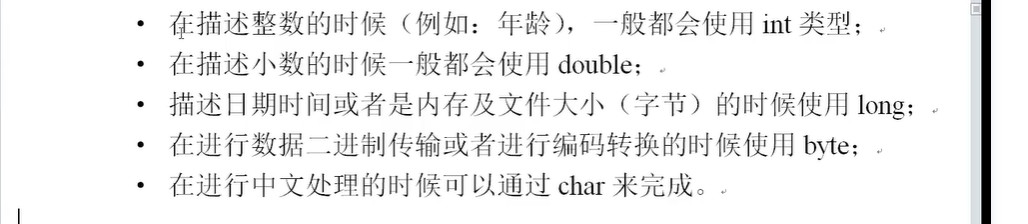 • 在描述整数的时候（例如：年龄），一般都会使用 int 类型；
• 在描述小数的时候一般都会使用 double；
• 描述日期时间或者是内存及文件大小（字节）的时候使用 long；
• 在进行数据二进制传输或者进行编码转换的时候使用 byte；
• 在进行中文处理的时候可以通过 char 来完成。